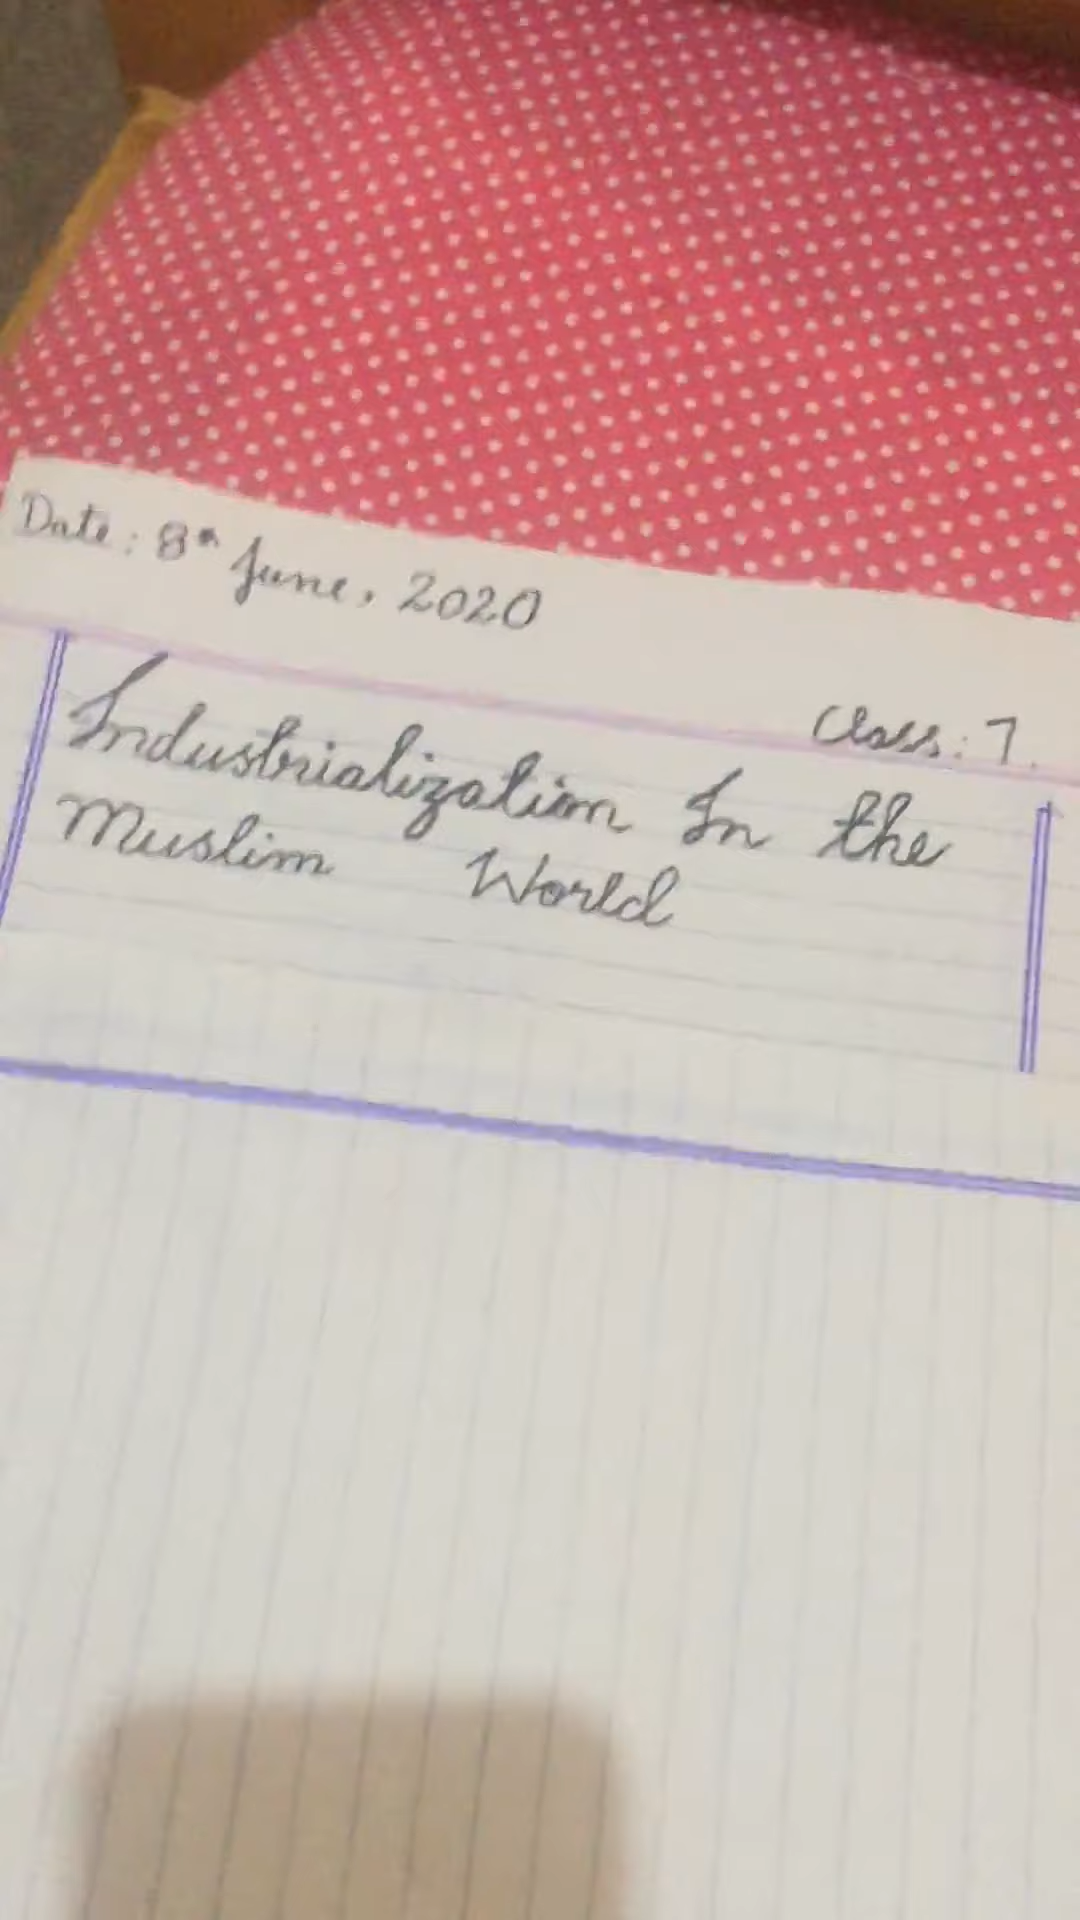 Date: 8th June, 2020
Class: 7.
Industrialization In the
Muslim World